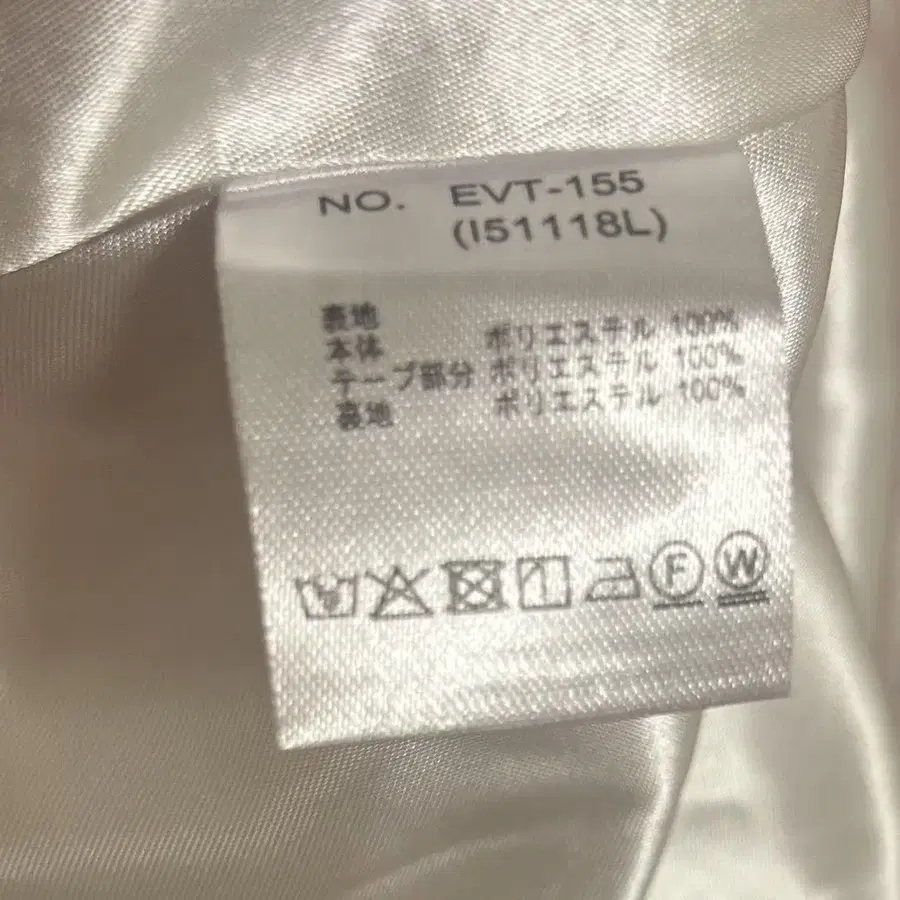 NO. EVT-155
(I51118L)
表地
本体 ポリエステル 100%
テープ部分 ポリエステル 100%
裏地 ポリエステル 100%
F W